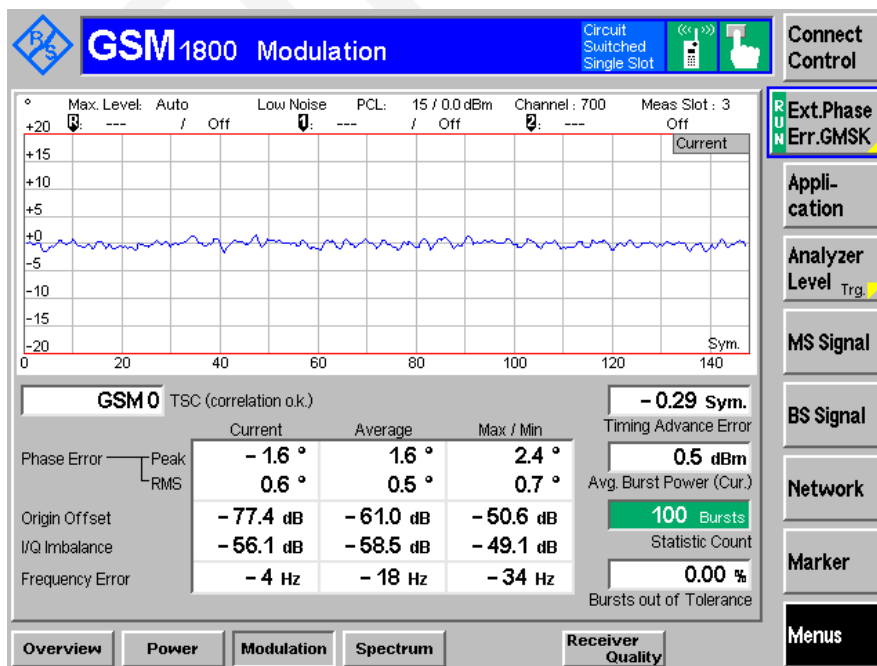 R/S
GSM 1800 Modulation
Circuit
Switched
Single Slot
Connect
Control
° Max. Level: Auto Low Noise PCL: 15 / 0.0 dBm Channel : 700 Meas Slot : 3
R: --- / Off 1: --- / Off 2: --- Off
Current
+20
+15
+10
+5
+0
-5
-10
-15
-20
Sym.
0 20 40 60 80 100 120 140
RUN
Ext.Phase
Err.GMSK
Appli-
cation
Analyzer
Level Trg.
MS Signal
BS Signal
Network
Marker
Menus
GSM 0 TSC (correlation o.k.)
Current Average Max / Min
Phase Error Peak - 1.6 ° 1.6 ° 2.4 °
RMS 0.6 ° 0.5 ° 0.7 °
Origin Offset - 77.4 dB - 61.0 dB - 50.6 dB
I/Q Imbalance - 56.1 dB - 58.5 dB - 49.1 dB
Frequency Error - 4 Hz - 18 Hz - 34 Hz
- 0.29 Sym.
Timing Advance Error
0.5 dBm
Avg. Burst Power (Cur.)
100 Bursts
Statistic Count
0.00 %
Bursts out of Tolerance
Overview Power Modulation Spectrum Receiver
Quality